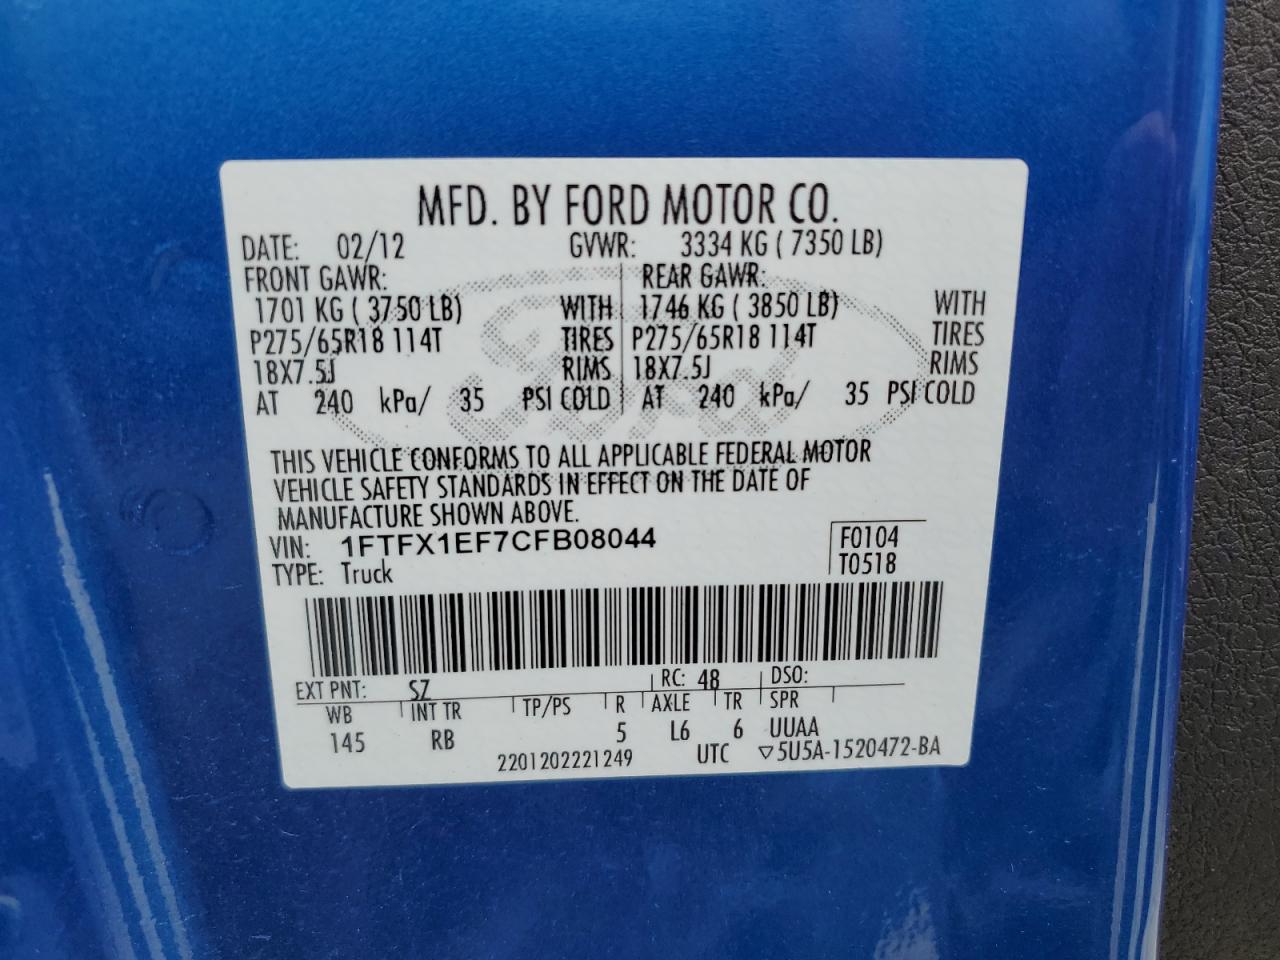 MFD. BY FORD MOTOR CO.
DATE: 02/12 GVWR: 3334 KG ( 7350 LB)
FRONT GAWR: REAR GAWR:
1701 KG ( 3750 LB) WITH 1746 KG ( 3850 LB) WITH
P275/65R18 114T TIRES P275/65R18 114T TIRES
18X7.5J RIMS 18X7.5J RIMS
AT 240 kPa/ 35 PSI COLD AT 240 kPa/ 35 PSI COLD
Ford
THIS VEHICLE CONFORMS TO ALL APPLICABLE FEDERAL MOTOR
VEHICLE SAFETY STANDARDS IN EFFECT ON THE DATE OF
MANUFACTURE SHOWN ABOVE.
VIN: 1FTFX1EF7CFB08044 F0104
TYPE: Truck T0518
EXT PNT: SZ RC: 48 DSO:
WB INT TR TP/PS R AXLE TR SPR
145 RB 5 L6 6 UUAA
2201202221249 UTC ▽5U5A-1520472-BA